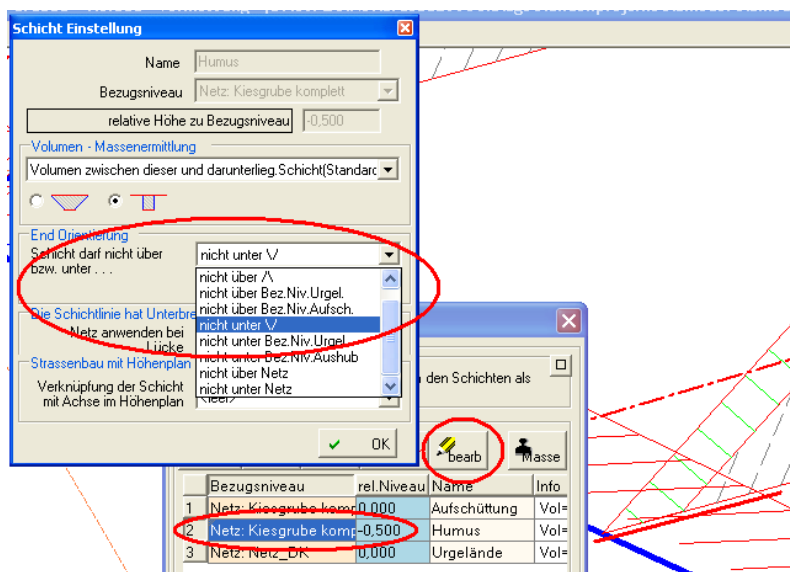 Schicht Einstellung
Name Humus
Bezugsniveau Netz: Kiesgrube komplett
relative Höhe zu Bezugsniveau -0,500
Volumen - Massenermittlung
Volumen zwischen dieser und darunterlieg.Schicht(Standard
End Orientierung
Schicht darf nicht über
bzw. unter . . .
nicht unter \/
nicht über /\
nicht über Bez.Niv.Urgel.
nicht über Bez.Niv.Aufsch.
nicht unter \/
nicht unter Bez.Niv.Urgel.
nicht unter Bez.Niv.Aushub
nicht über Netz
nicht unter Netz
Die Schichtlinie hat Unterbre
Netz anwenden bei
Lücke
Strassenbau mit Höhenplan
Verknüpfung der Schicht
mit Achse im Höhenplan
<leer>
OK
den Schichten als
bearb
Masse
Bezugsniveau rel.Niveau Name Info
1 Netz: Kiesgrube komp 0,000 Aufschüttung Vol=
2 Netz: Kiesgrube komp -0,500 Humus Vol=
3 Netz: Netz_DK 0,000 Urgelände Vol=